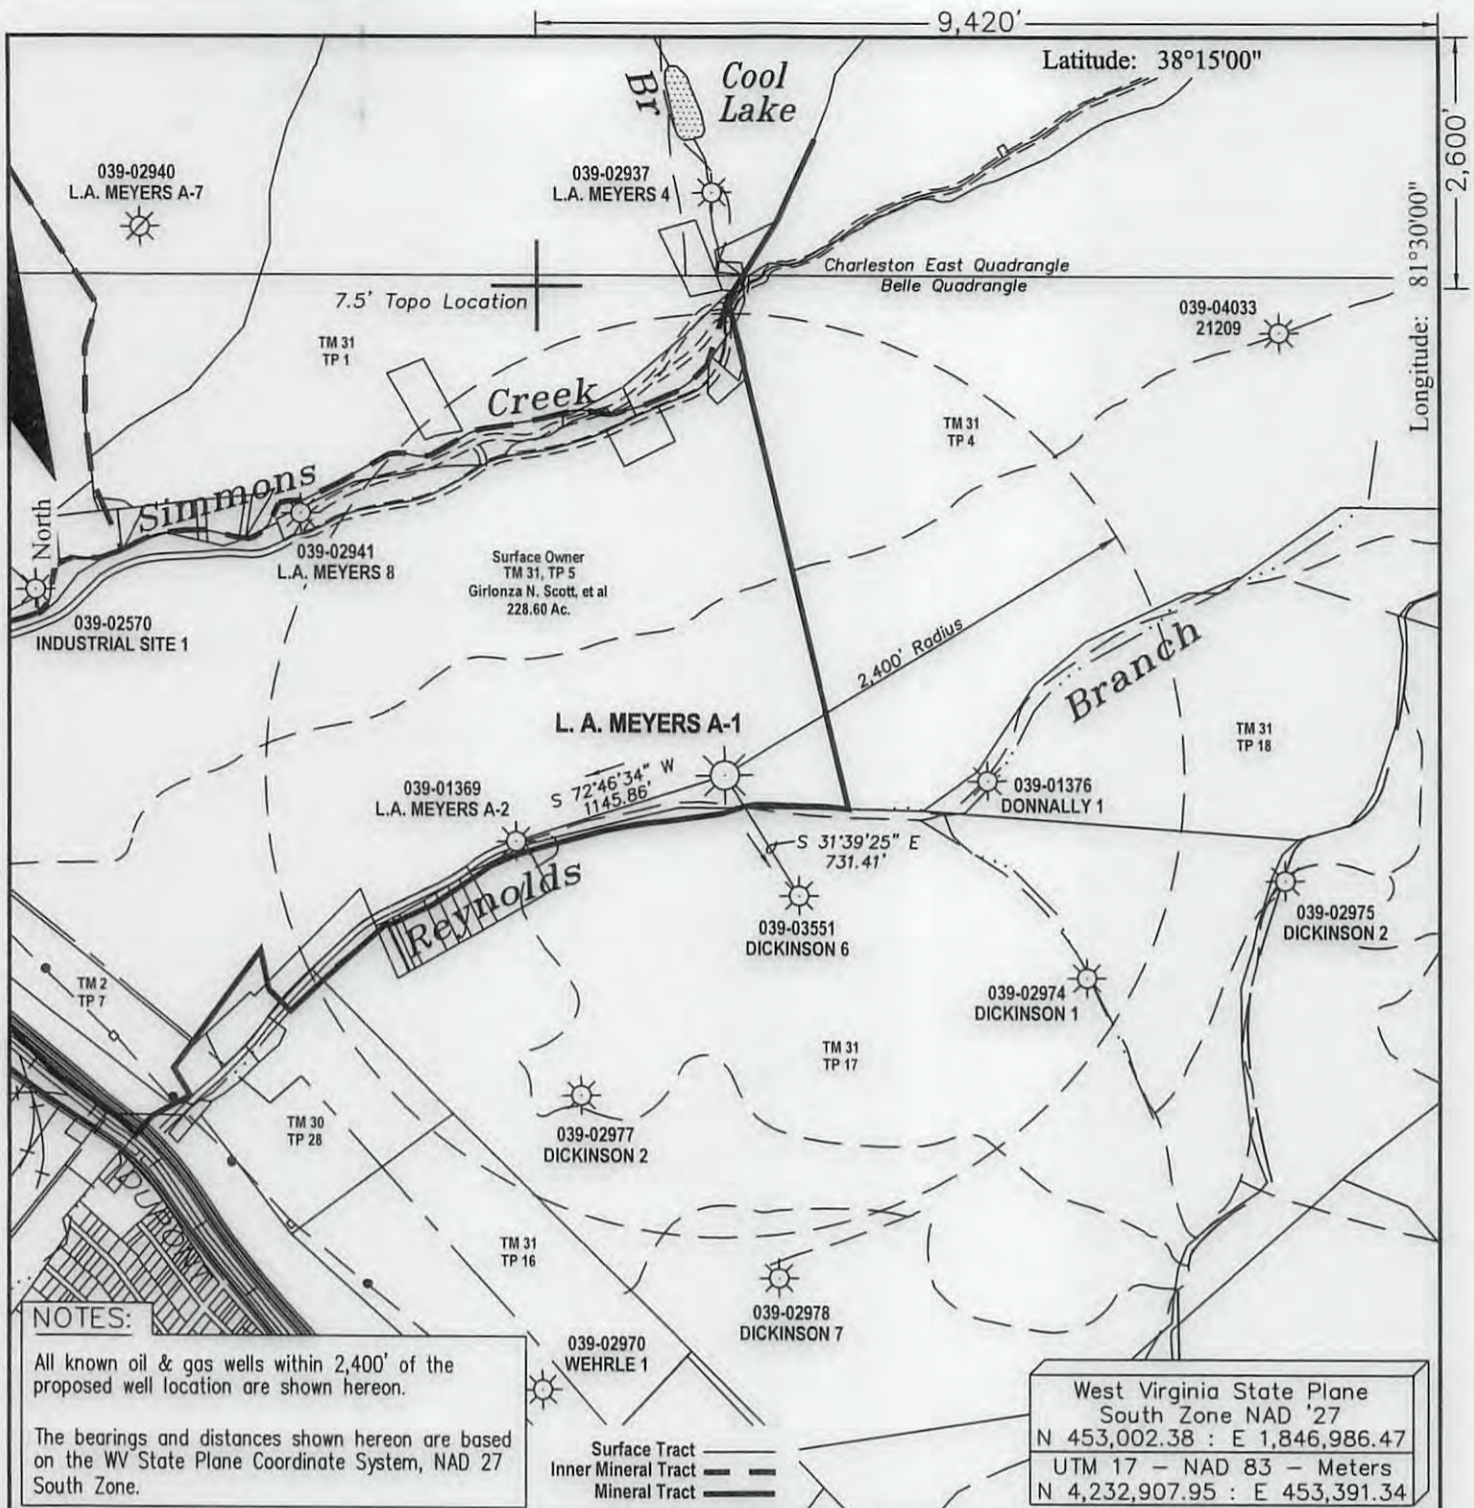 9,420'
Latitude: 38°15'00"
2,600'
Br
Cool
Lake
039-02940
L.A. MEYERS A-7
039-02937
L.A. MEYERS 4
Longitude: 81°30'00"
Charleston East Quadrangle
Belle Quadrangle
7.5' Topo Location
039-04033
21209
TM 31
TP 1
Creek
TM 31
TP 4
Simmons
North
039-02941
L.A. MEYERS 8
Surface Owner
TM 31, TP 5
Girlonza N. Scott, et al
228.60 Ac.
039-02570
INDUSTRIAL SITE 1
2,400' Radius
Branch
L. A. MEYERS A-1
TM 31
TP 18
039-01369
L.A. MEYERS A-2
S 72°46'34" W
1145.86'
039-01376
DONNALLY 1
S 31°39'25" E
731.41'
Reynolds
039-03551
DICKINSON 6
039-02975
DICKINSON 2
TM 2
TP 7
039-02974
DICKINSON 1
TM 31
TP 17
TM 30
TP 28
039-02977
DICKINSON 2
DUPONT
TM 31
TP 16
039-02978
DICKINSON 7
039-02970
WEHRLE 1
NOTES:
All known oil & gas wells within 2,400' of the
proposed well location are shown hereon.
The bearings and distances shown hereon are based
on the WV State Plane Coordinate System, NAD 27
South Zone.
Surface Tract
Inner Mineral Tract
Mineral Tract
West Virginia State Plane
South Zone NAD '27
N 453,002.38 : E 1,846,986.47
UTM 17 – NAD 83 – Meters
N 4,232,907.95 : E 453,391.34